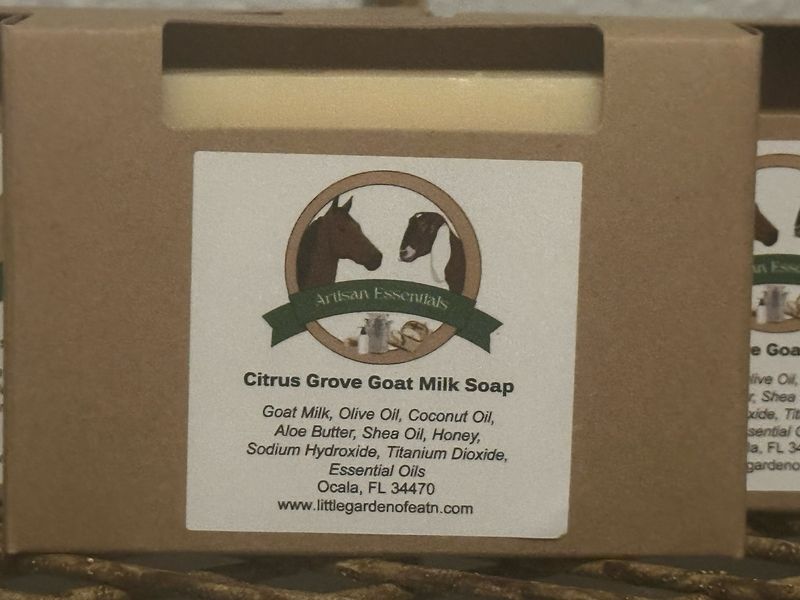 Artisan Essentials
Citrus Grove Goat Milk Soap
Goat Milk, Olive Oil, Coconut Oil,
Aloe Butter, Shea Oil, Honey,
Sodium Hydroxide, Titanium Dioxide,
Essential Oils
Ocala, FL 34470
www.littlegardenofeatn.com